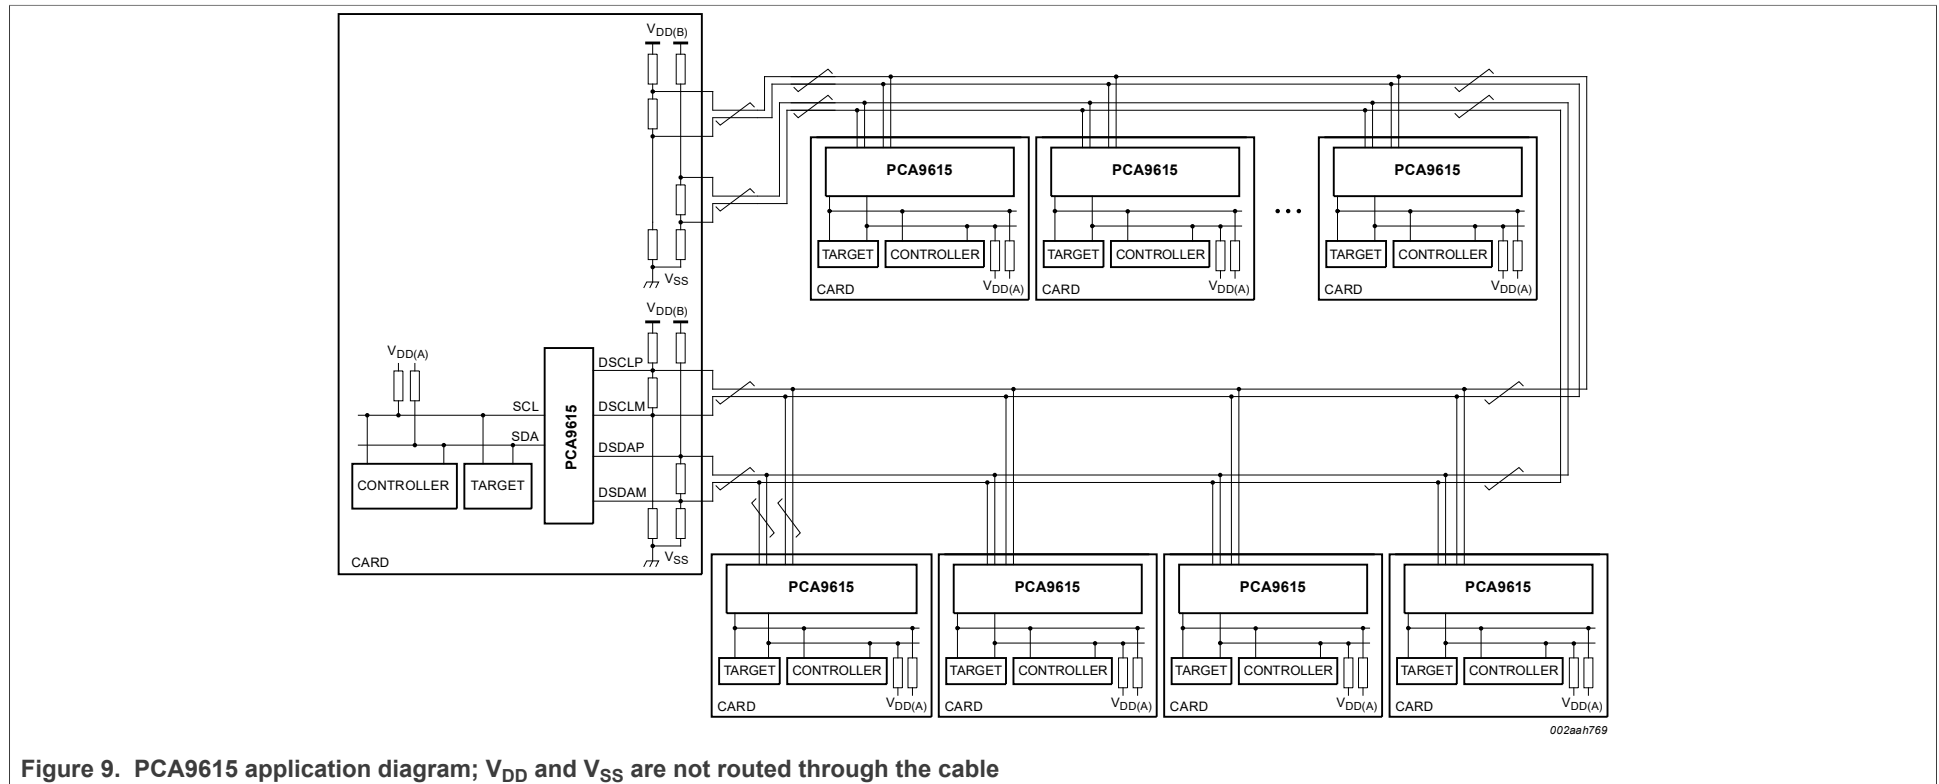 VDD(B)
PCA9615 PCA9615 PCA9615
•••
TARGET CONTROLLER TARGET CONTROLLER TARGET CONTROLLER
VSS
CARD VDD(A) CARD VDD(A) CARD VDD(A)
VDD(B)
VDD(A)
DSCLP
SCL
DSCLM
PCA9615
SDA
DSDAP
CONTROLLER TARGET
DSDAM
VSS
CARD
PCA9615 PCA9615 PCA9615 PCA9615
TARGET CONTROLLER TARGET CONTROLLER TARGET CONTROLLER TARGET CONTROLLER
CARD VDD(A) CARD VDD(A) CARD VDD(A) CARD VDD(A)
002aah769
Figure 9. PCA9615 application diagram; VDD and VSS are not routed through the cable